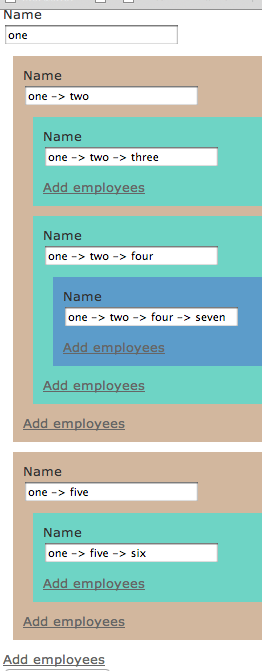 Name
one
Name
one -> two
Name
one -> two -> three
Add employees
Name
one -> two -> four
Name
one -> two -> four -> seven
Add employees
Add employees
Add employees
Name
one -> five
Name
one -> five -> six
Add employees
Add employees
Add employees